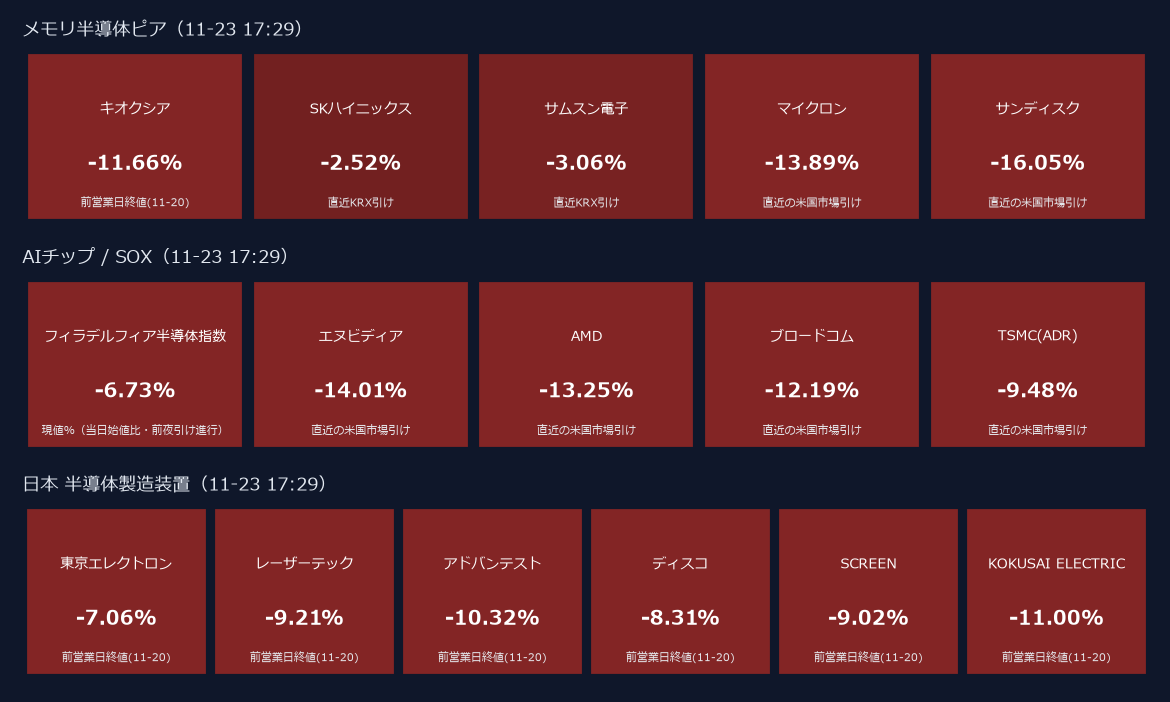 メモリ半導体ピア（11-23 17:29）
キオクシア
-11.66%
前営業日終値(11-20)
SKハイニックス
-2.52%
直近KRX引け
サムスン電子
-3.06%
直近KRX引け
マイクロン
-13.89%
直近の米国市場引け
サンディスク
-16.05%
直近の米国市場引け
AIチップ / SOX（11-23 17:29）
フィラデルフィア半導体指数
-6.73%
現値%（当日始値比・前夜引け進行）
エヌビディア
-14.01%
直近の米国市場引け
AMD
-13.25%
直近の米国市場引け
ブロードコム
-12.19%
直近の米国市場引け
TSMC(ADR)
-9.48%
直近の米国市場引け
日本 半導体製造装置（11-23 17:29）
東京エレクトロン
-7.06%
前営業日終値(11-20)
レーザーテック
-9.21%
前営業日終値(11-20)
アドバンテスト
-10.32%
前営業日終値(11-20)
ディスコ
-8.31%
前営業日終値(11-20)
SCREEN
-9.02%
前営業日終値(11-20)
KOKUSAI ELECTRIC
-11.00%
前営業日終値(11-20)